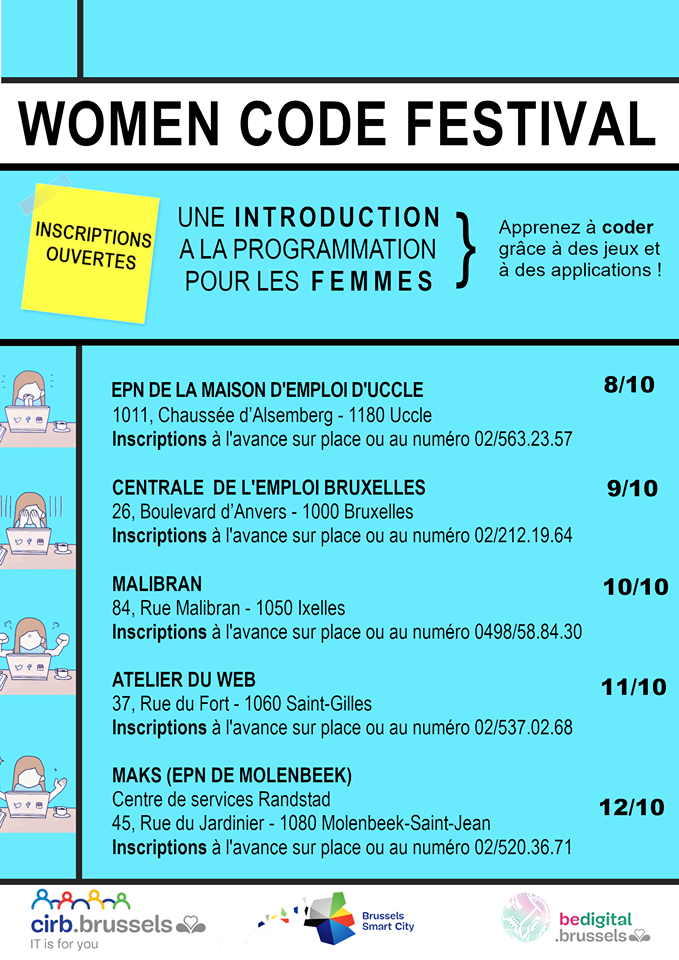 WOMEN CODE FESTIVAL
INSCRIPTIONS
OUVERTES
UNE INTRODUCTION
A LA PROGRAMMATION
POUR LES FEMMES
}
Apprenez à coder
grâce à des jeux et
à des applications !
EPN DE LA MAISON D'EMPLOI D'UCCLE
8/10
1011, Chaussée d’Alsemberg - 1180 Uccle
Inscriptions à l'avance sur place ou au numéro 02/563.23.57
CENTRALE DE L'EMPLOI BRUXELLES
9/10
26, Boulevard d’Anvers - 1000 Bruxelles
Inscriptions à l'avance sur place ou au numéro 02/212.19.64
MALIBRAN
10/10
84, Rue Malibran - 1050 Ixelles
Inscriptions à l'avance sur place ou au numéro 0498/58.84.30
ATELIER DU WEB
11/10
37, Rue du Fort - 1060 Saint-Gilles
Inscriptions à l'avance sur place ou au numéro 02/537.02.68
MAKS (EPN DE MOLENBEEK)
Centre de services Randstad
12/10
45, Rue du Jardinier - 1080 Molenbeek-Saint-Jean
Inscriptions à l'avance sur place ou au numéro 02/520.36.71
cirb.brussels
IT is for you
Brussels
Smart City
bedigital
.brussels